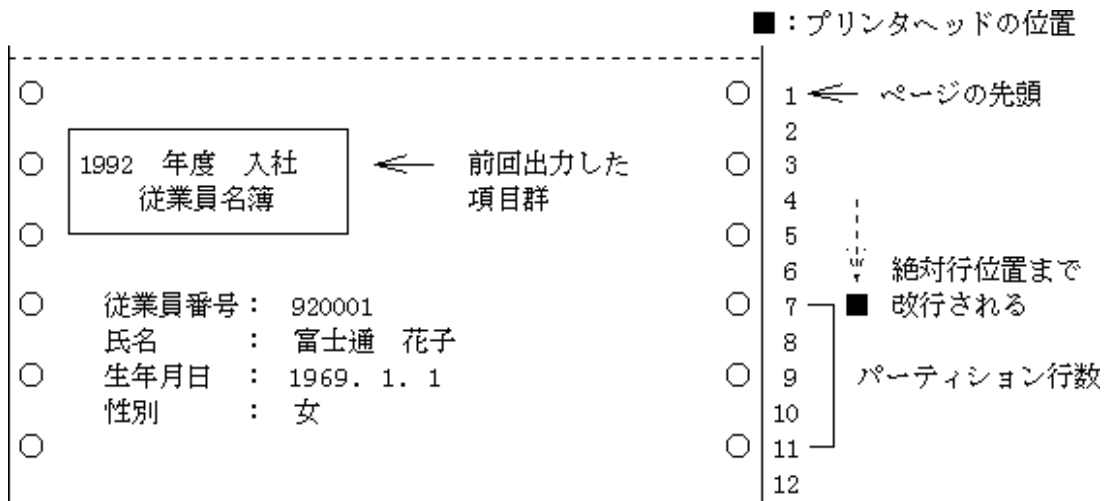 ■：プリンタヘッドの位置
1 ページの先頭
2
1992 年度 入社 前回出力した 3
従業員名簿 項目群 4
5
6 絶対行位置まで
従業員番号： 920001 7 ■ 改行される
氏名 ： 富士通 花子 8
生年月日 ： 1969. 1. 1 9 パーティション行数
性別 ： 女 10
11
12